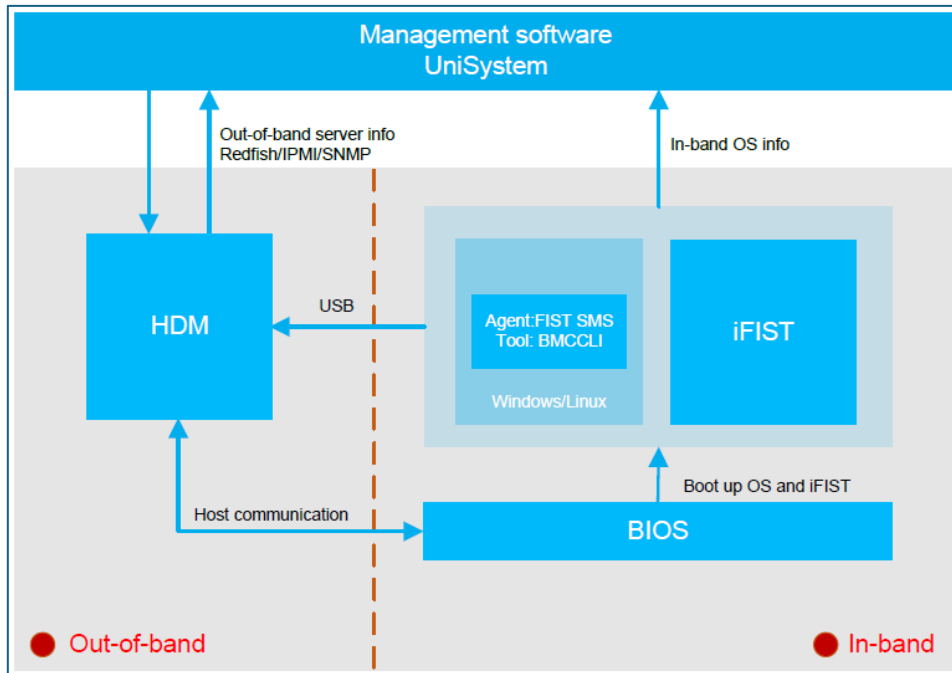 Management software
UniSystem
Out-of-band server info
Redfish/IPMI/SNMP
In-band OS info
HDM
USB
Agent:FIST SMS
Tool: BMCCLI
Windows/Linux
iFIST
Boot up OS and iFIST
Host communication
BIOS
Out-of-band
In-band